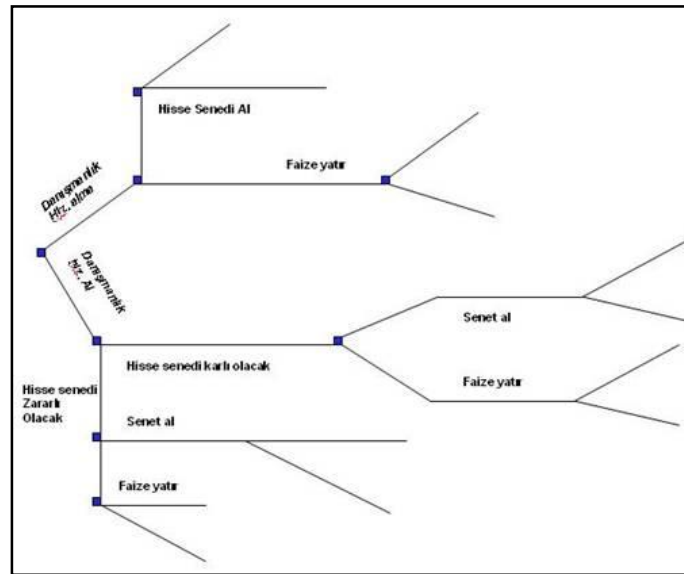 Hisse Senedi Al
Faize yatır
Danışmanlık
Hiz. alma
Danışmanlık
Hz. Al
Senet al
Hisse senedi karlı olacak
Faize yatır
Hisse senedi
Zararlı
Olacak
Senet al
Faize yatır